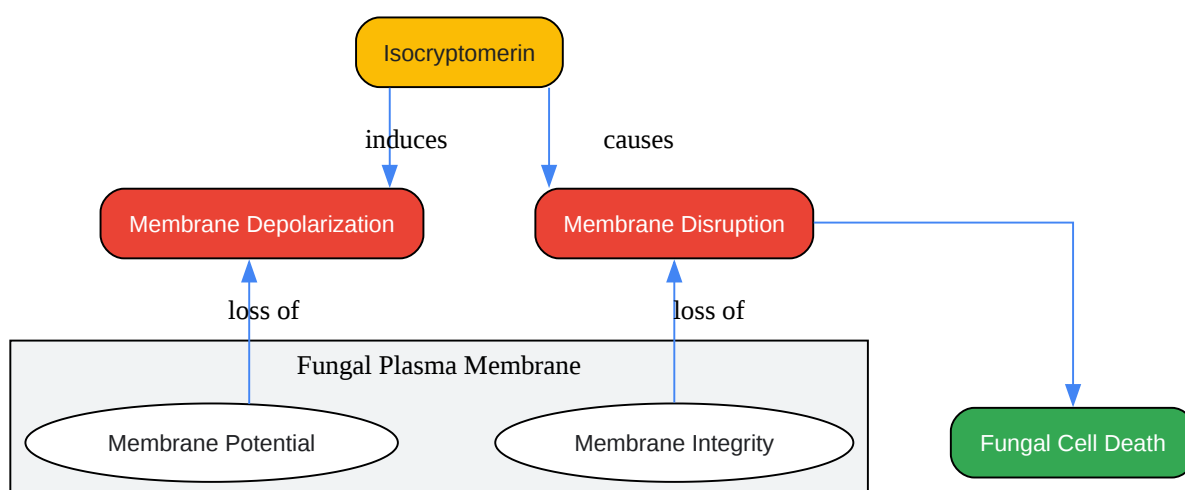 Isocryptomerin
induces
causes
Membrane Depolarization
Membrane Disruption
loss of
loss of
Fungal Plasma Membrane
Membrane Potential
Membrane Integrity
Fungal Cell Death